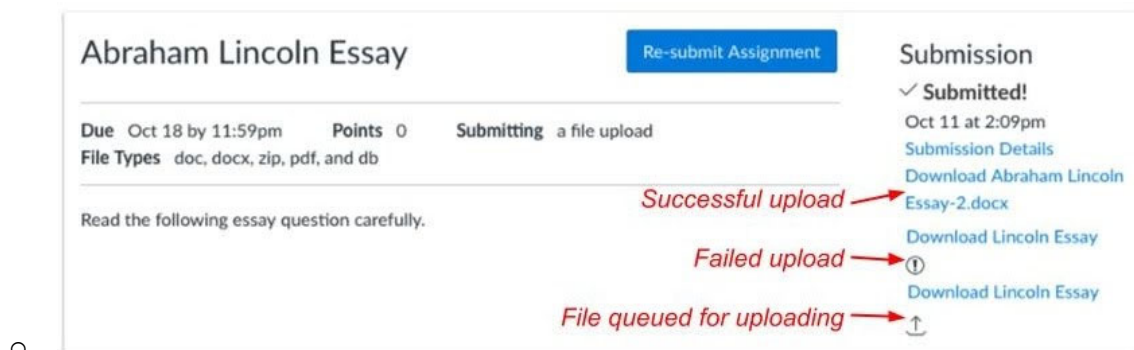 Abraham Lincoln Essay
Re-submit Assignment
Due Oct 18 by 11:59pm Points 0 Submitting a file upload
File Types doc, docx, zip, pdf, and db
Read the following essay question carefully.
Submission
✓ Submitted!
Oct 11 at 2:09pm
Submission Details
Download Abraham Lincoln
Essay-2.docx
Successful upload
Download Lincoln Essay
Failed upload
Download Lincoln Essay
File queued for uploading